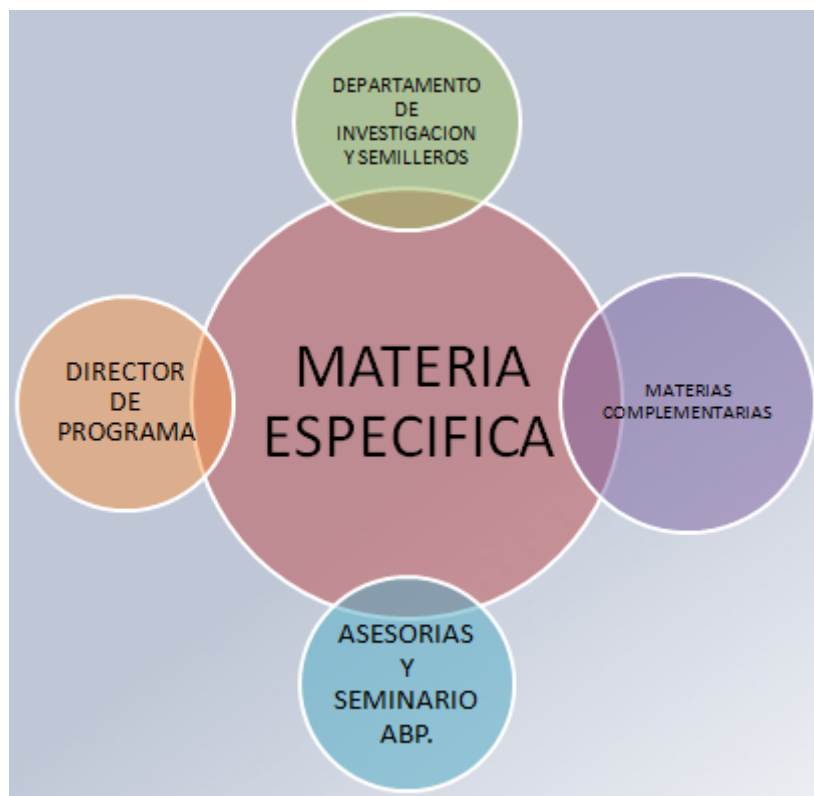 DEPARTAMENTO
DE
INVESTIGACION
Y SEMILLEROS
DIRECTOR
DE
PROGRAMA
MATERIA
ESPECIFICA
MATERIAS
COMPLEMENTARIAS
ASESORIAS
Y
SEMINARIO
ABP.